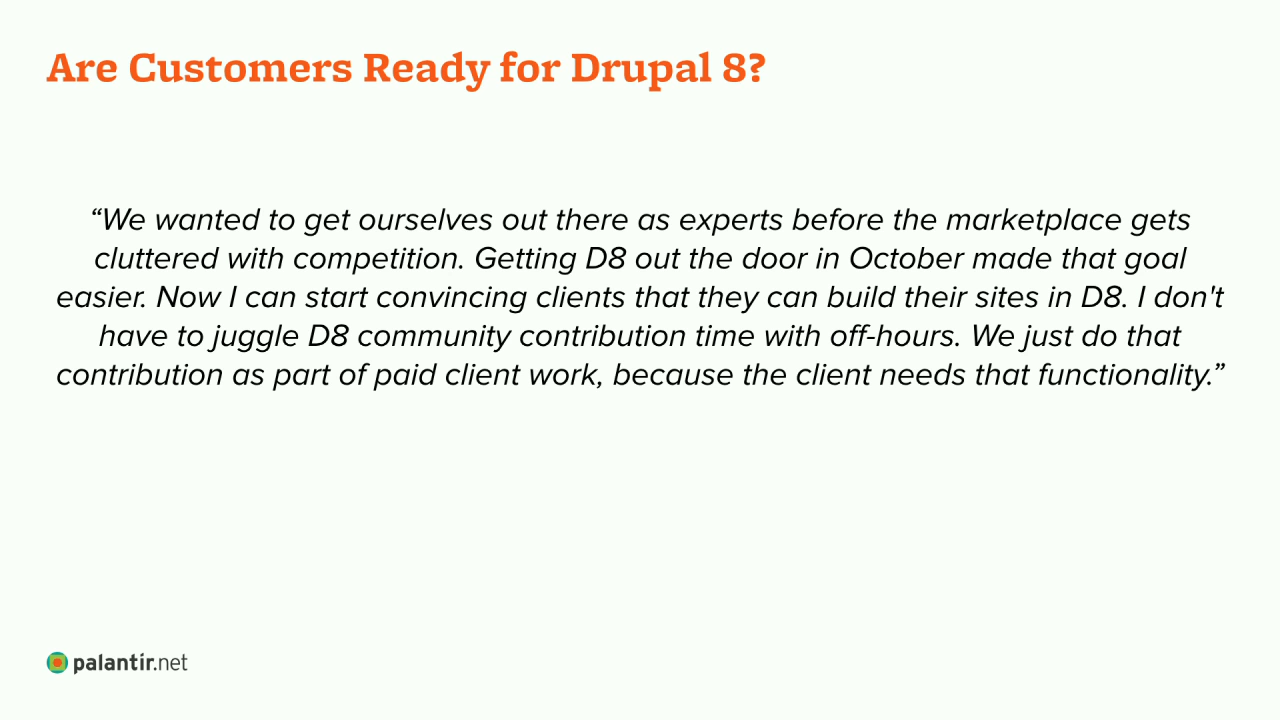 Are Customers Ready for Drupal 8?
“We wanted to get ourselves out there as experts before the marketplace gets
cluttered with competition. Getting D8 out the door in October made that goal
easier. Now I can start convincing clients that they can build their sites in D8. I don't
have to juggle D8 community contribution time with off-hours. We just do that
contribution as part of paid client work, because the client needs that functionality.”
palantir.net